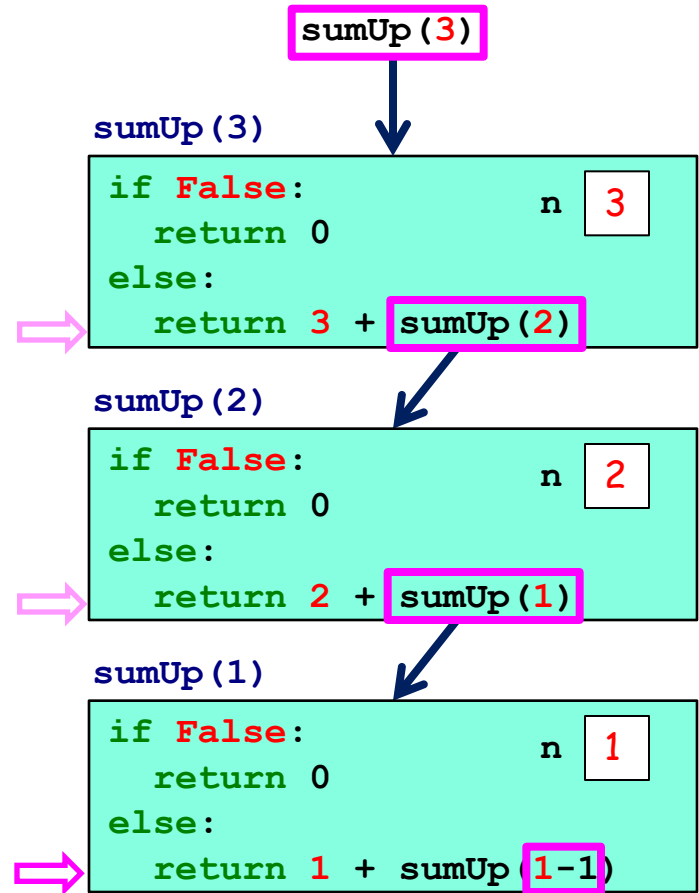 sumUp(3)
sumUp(3)
if False:
n 3
return 0
else:
return 3 + sumUp(2)
sumUp(2)
if False:
n 2
return 0
else:
return 2 + sumUp(1)
sumUp(1)
if False:
n 1
return 0
else:
return 1 + sumUp(1-1)